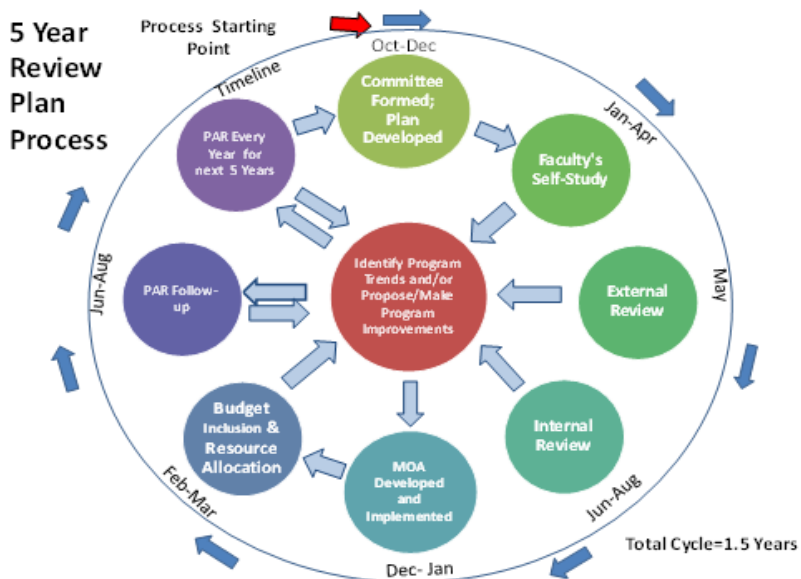 5 Year
Review
Plan
Process
Process Starting
Point
Timeline
Oct-Dec
Committee
Formed;
Plan
Developed
Jan-Apr
Faculty's
Self-Study
May
External
Review
Internal
Review
Jun-Aug
Total Cycle=1.5 Years
MOA
Developed
and
Implemented
Dec- Jan
Budget
Inclusion &
Resource
Allocation
Feb-Mar
PAR Follow-
up
Jun-Aug
PAR Every
Year for
next 5 Years
Identify Program
Trends and/or
Propose/Make
Program
Improvements